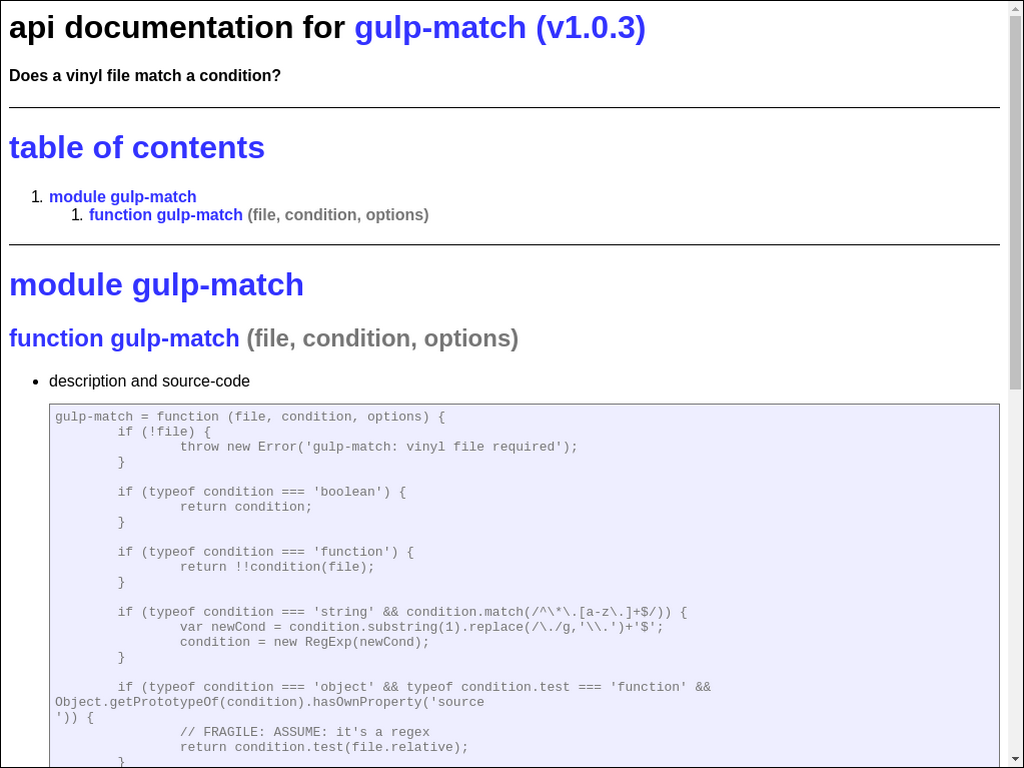 api documentation for gulp-match (v1.0.3)
Does a vinyl file match a condition?
table of contents
1. module gulp-match
1. function gulp-match (file, condition, options)
module gulp-match
function gulp-match (file, condition, options)
• description and source-code
gulp-match = function (file, condition, options) {
        if (!file) {
                throw new Error('gulp-match: vinyl file required');
        }
        if (typeof condition === 'boolean') {
                return condition;
        }
        if (typeof condition === 'function') {
                return !!condition(file);
        }
        if (typeof condition === 'string' && condition.match(/^\*\.[a-z\.]+$/)) {
                var newCond = condition.substring(1).replace(/\./g,'\\.')+'$';
                condition = new RegExp(newCond);
        }
        if (typeof condition === 'object' && typeof condition.test === 'function' &&
Object.getPrototypeOf(condition).hasOwnProperty('source
')) {
                // FRAGILE: ASSUME: it's a regex
                return condition.test(file.relative);
        }